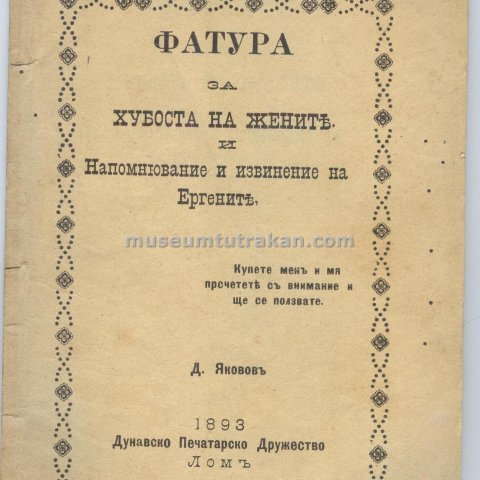 ФАТУРА
ЗА
ХУБОСТА НА ЖЕНИТѢ.
И
Напомнювание и извинение на
Ергенитѣ.
museumtutrakan.com
Купете менъ и мя
прочететѣ съ внимание и
ще се ползвате.
Д. Якововъ
1893
Дунавско Печатарско Дружество
Ломъ